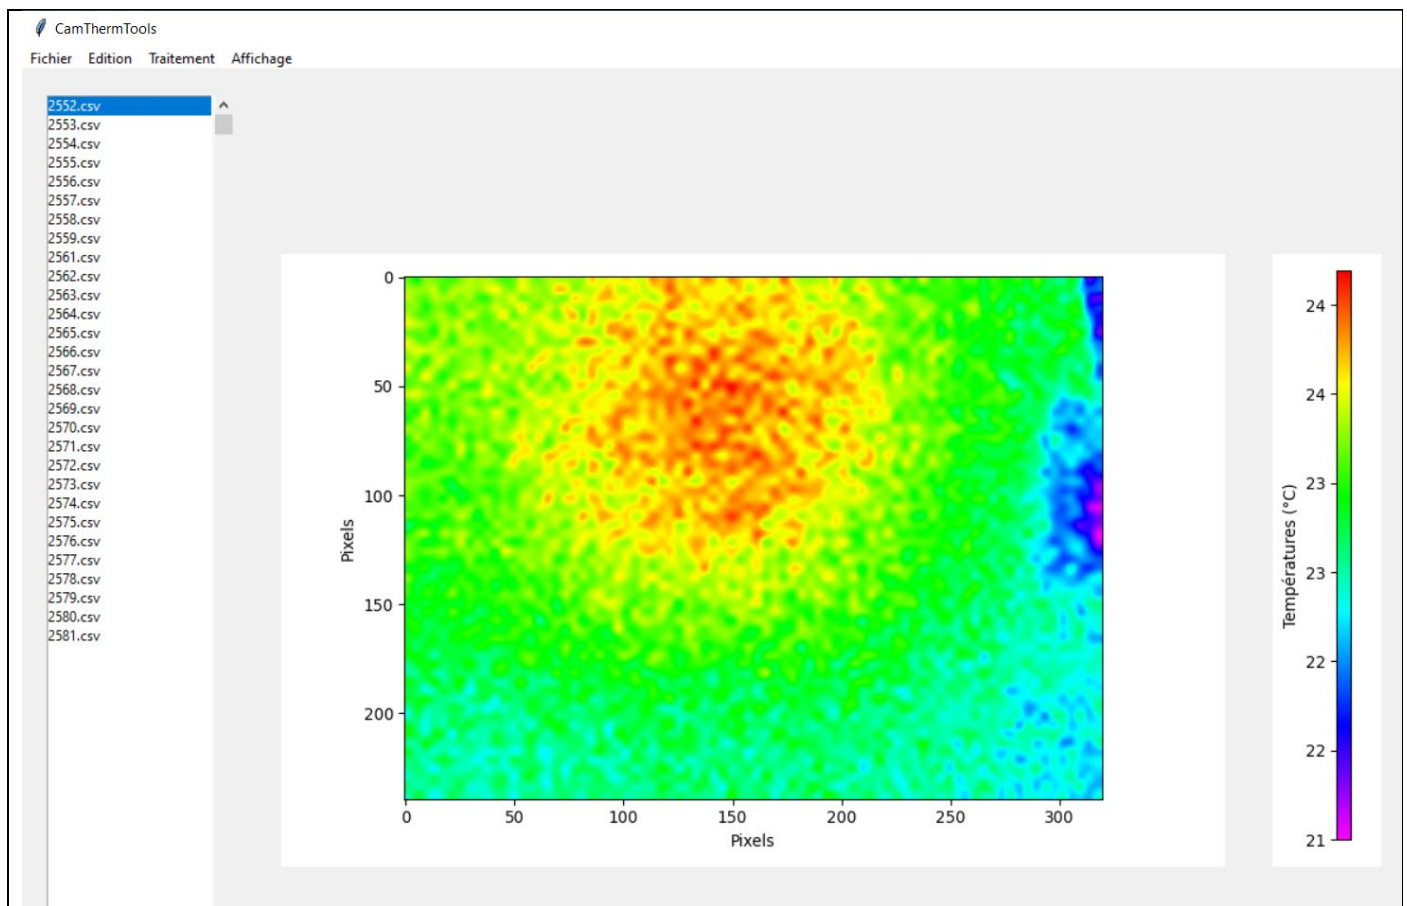 CamThermTools
Fichier Edition Traitement Affichage
2552.csv
2553.csv
2554.csv
2555.csv
2556.csv
2557.csv
2558.csv
2559.csv
2561.csv
2562.csv
2563.csv
2564.csv
2565.csv
2566.csv
2567.csv
2568.csv
2569.csv
2570.csv
2571.csv
2572.csv
2573.csv
2574.csv
2575.csv
2576.csv
2577.csv
2578.csv
2579.csv
2580.csv
2581.csv
0
50
100
150
200
Pixels
0 50 100 150 200 250 300
Pixels
24
24
23
23
22
22
21
Températures (°C)